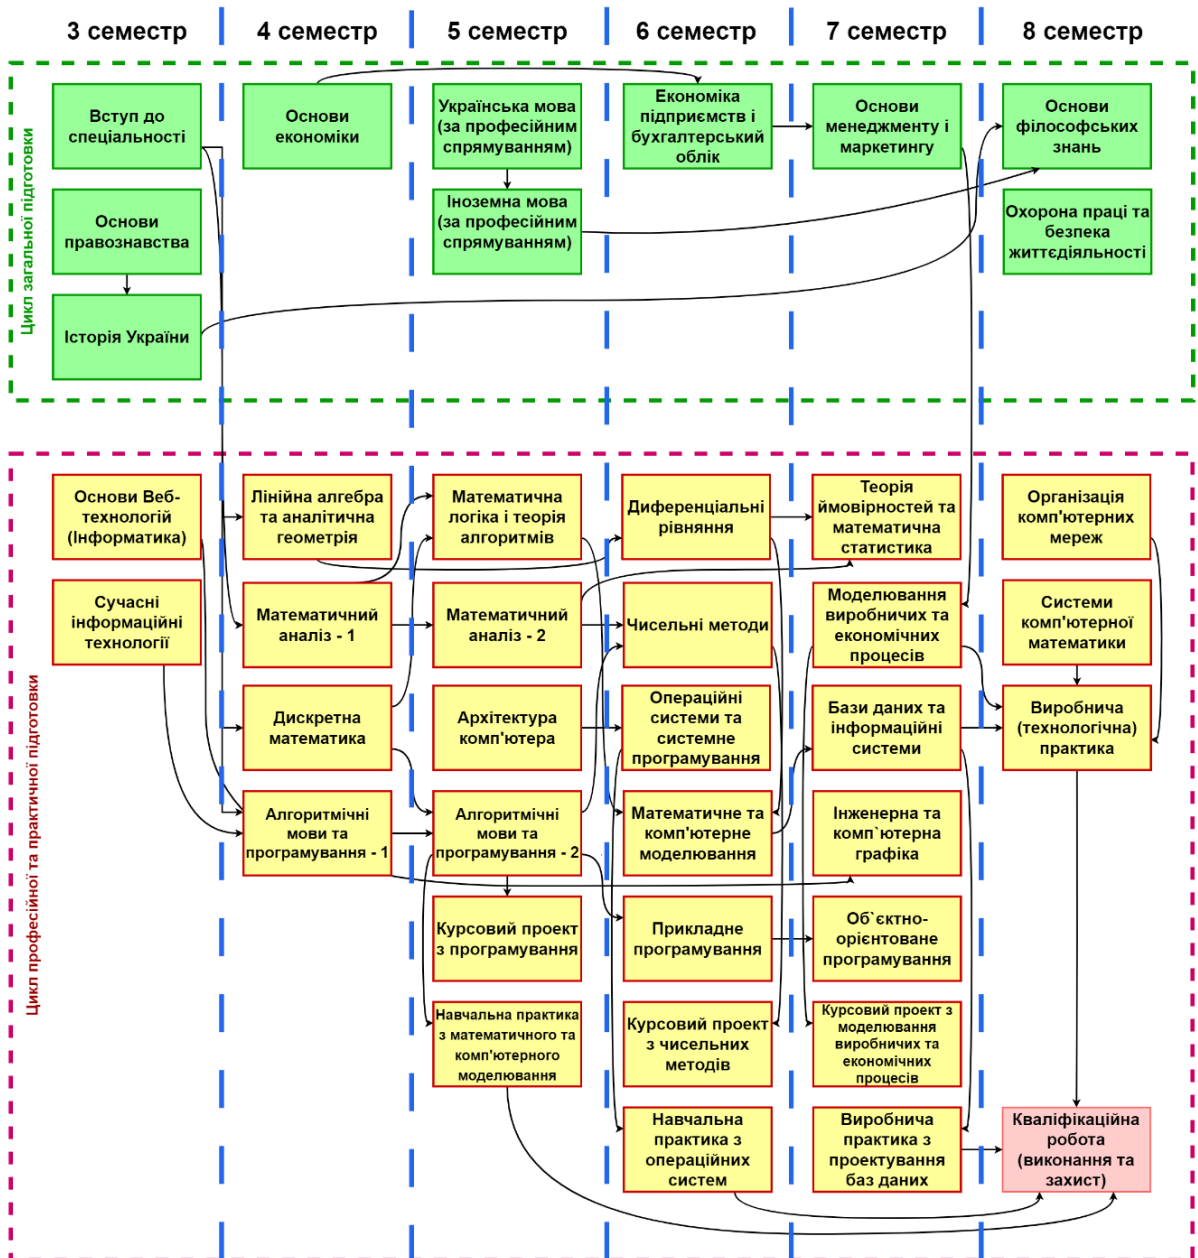 3 семестр
4 семестр
5 семестр
6 семестр
7 семестр
8 семестр
Цикл загальної підготовки
Вступ до
спеціальності
Основи
правознавства
Історія України
Основи
економіки
Українська мова
(за професійним
спрямуванням)
Іноземна мова
(за професійним
спрямуванням)
Економіка
підприємств і
бухгалтерський
облік
Основи
менеджменту і
маркетингу
Основи
філософських
знань
Охорона праці та
безпека
життєдіяльності
Цикл професійної та практичної підготовки
Основи Веб-
технологій
(Інформатика)
Сучасні
інформаційні
технології
Лінійна алгебра
та аналітична
геометрія
Математичний
аналіз - 1
Дискретна
математика
Алгоритмічні
мови та
програмування - 1
Математична
логіка і теорія
алгоритмів
Математичний
аналіз - 2
Архітектура
комп'ютера
Алгоритмічні
мови та
програмування - 2
Курсовий проект
з програмування
Навчальна практика
з математичного та
комп'ютерного
моделювання
Диференціальні
рівняння
Чисельні методи
Операційні
системи та
системне
програмування
Математичне та
комп'ютерне
моделювання
Прикладне
програмування
Курсовий проект
з чисельних
методів
Навчальна
практика з
операційних
систем
Теорія
ймовірностей та
математична
статистика
Моделювання
виробничих та
економічних
процесів
Бази даних та
інформаційні
системи
Інженерна та
комп`ютерна
графіка
Об`єктно-
орієнтоване
програмування
Курсовий проект з
моделювання
виробничих та
економічних
процесів
Виробнича
практика з
проектування
баз даних
Організація
комп'ютерних
мереж
Системи
комп'ютерної
математики
Виробнича
(технологічна)
практика
Кваліфікаційна
робота
(виконання та
захист)